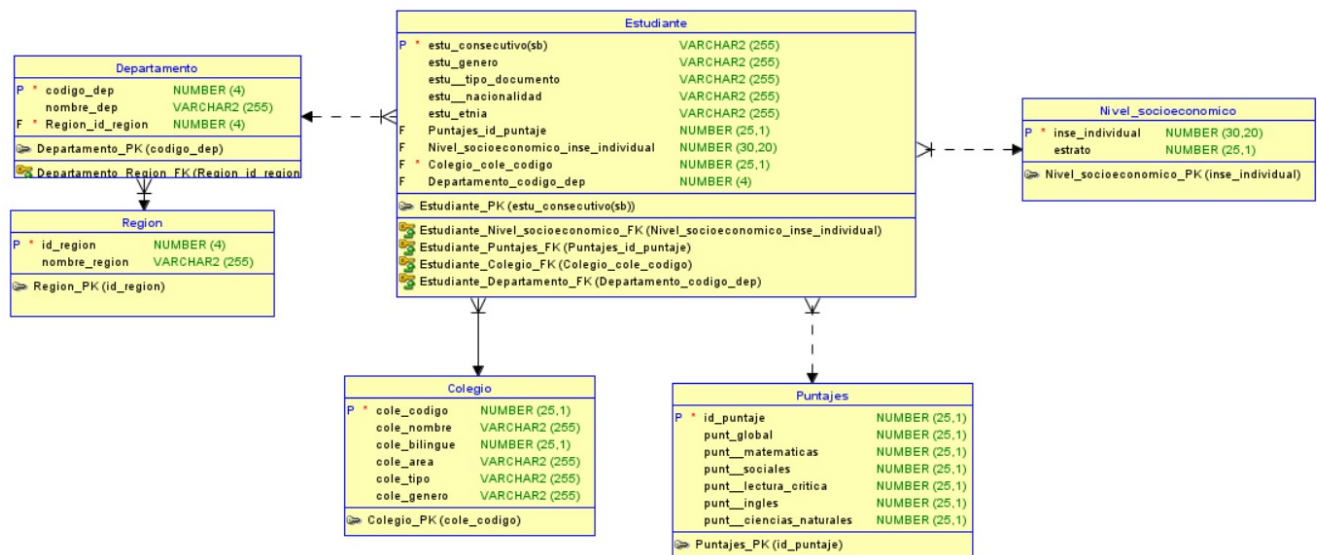 Departamento
P * codigo_dep NUMBER (4)
nombre_dep VARCHAR2 (255)
F * Region_id_region NUMBER (4)
Departamento_PK (codigo_dep)
Departamento_Region_FK (Region_id_region
Region
P * id_region NUMBER (4)
nombre_region VARCHAR2 (255)
Region_PK (id_region)
Estudiante
P * estu_consecutivo(sb) VARCHAR2 (255)
estu_genero VARCHAR2 (255)
estu__tipo_documento VARCHAR2 (255)
estu__nacionalidad VARCHAR2 (255)
estu_etnia VARCHAR2 (255)
F Puntajes_id_puntaje NUMBER (25,1)
F Nivel_socioeconomico_inse_individual NUMBER (30,20)
F * Colegio_cole_codigo NUMBER (25,1)
F Departamento_codigo_dep NUMBER (4)
Estudiante_PK (estu_consecutivo(sb))
Estudiante_Nivel_socioeconomico_FK (Nivel_socioeconomico_inse_individual)
Estudiante_Puntajes_FK (Puntajes_id_puntaje)
Estudiante_Colegio_FK (Colegio_cole_codigo)
Estudiante_Departamento_FK (Departamento_codigo_dep)
Nivel_socioeconomico
P * inse_individual NUMBER (30,20)
estrato NUMBER (25,1)
Nivel_socioeconomico_PK (inse_individual)
Colegio
P * cole_codigo NUMBER (25,1)
cole_nombre VARCHAR2 (255)
cole_bilingue NUMBER (25,1)
cole_area VARCHAR2 (255)
cole_tipo VARCHAR2 (255)
cole_genero VARCHAR2 (255)
Colegio_PK (cole_codigo)
Puntajes
P * id_puntaje NUMBER (25,1)
punt_global NUMBER (25,1)
punt__matematicas NUMBER (25,1)
punt__sociales NUMBER (25,1)
punt__lectura_critica NUMBER (25,1)
punt__ingles NUMBER (25,1)
punt__ciencias_naturales NUMBER (25,1)
Puntajes_PK (id_puntaje)